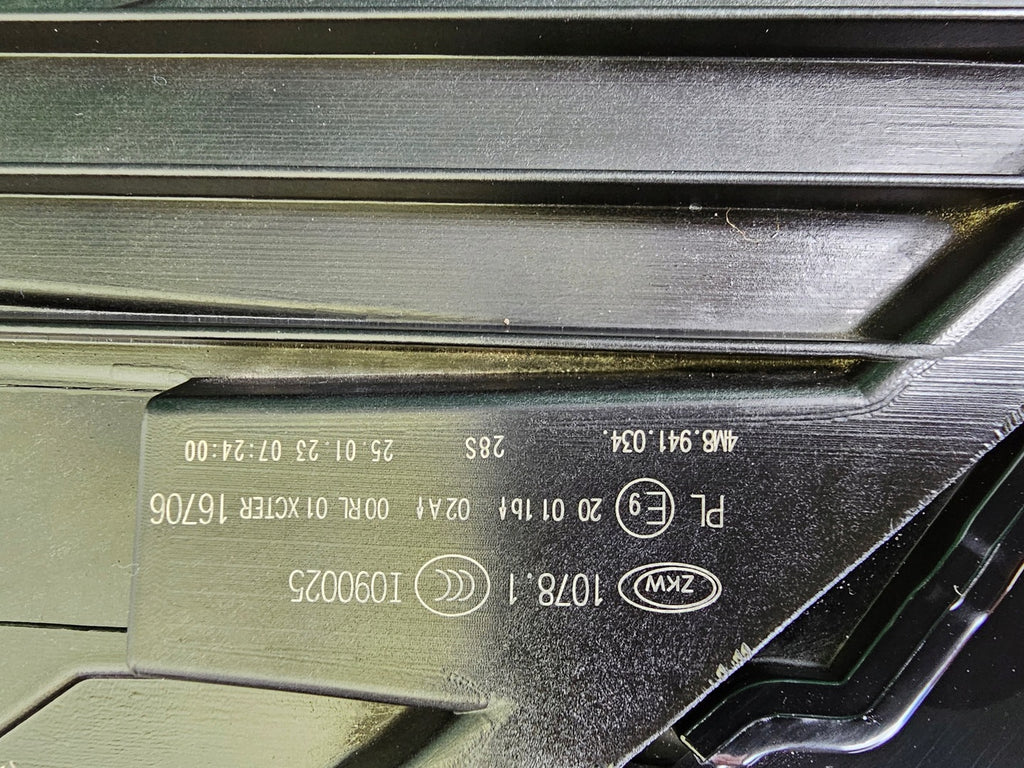 ZKW 1078.1 CCC I090025
PL E9 20 01 1b↑ 02A↑ 00RL 01 XCTER 16706
4M8.941.034. 28S 25.01.23 07:24:00